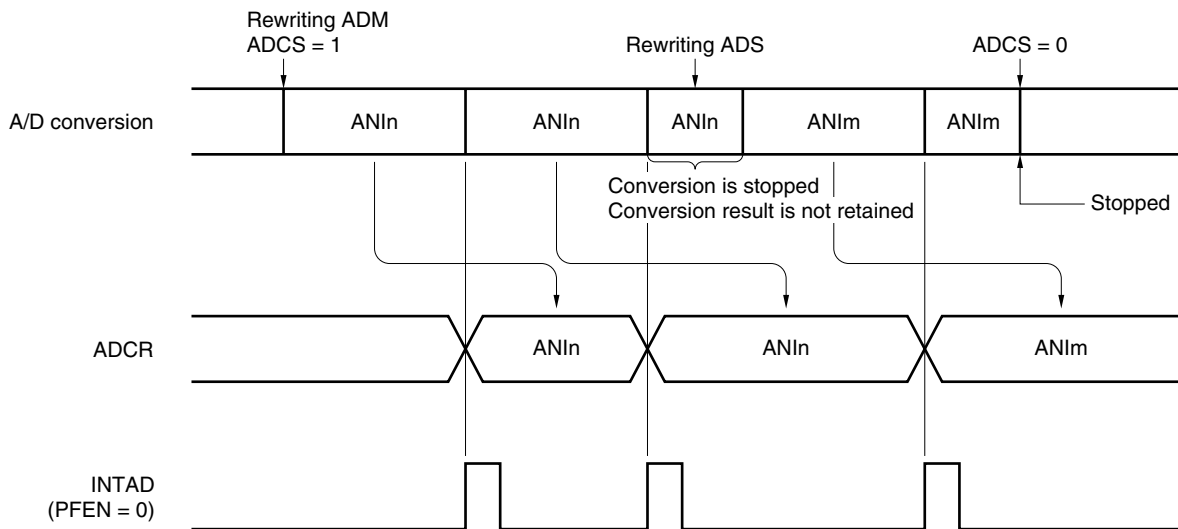 Rewriting ADM
ADCS = 1
Rewriting ADS
ADCS = 0
A/D conversion
ANIn
ANIn
ANIn
ANIm
ANIm
Conversion is stopped
Conversion result is not retained
Stopped
ADCR
ANIn
ANIn
ANIm
INTAD
(PFEN = 0)